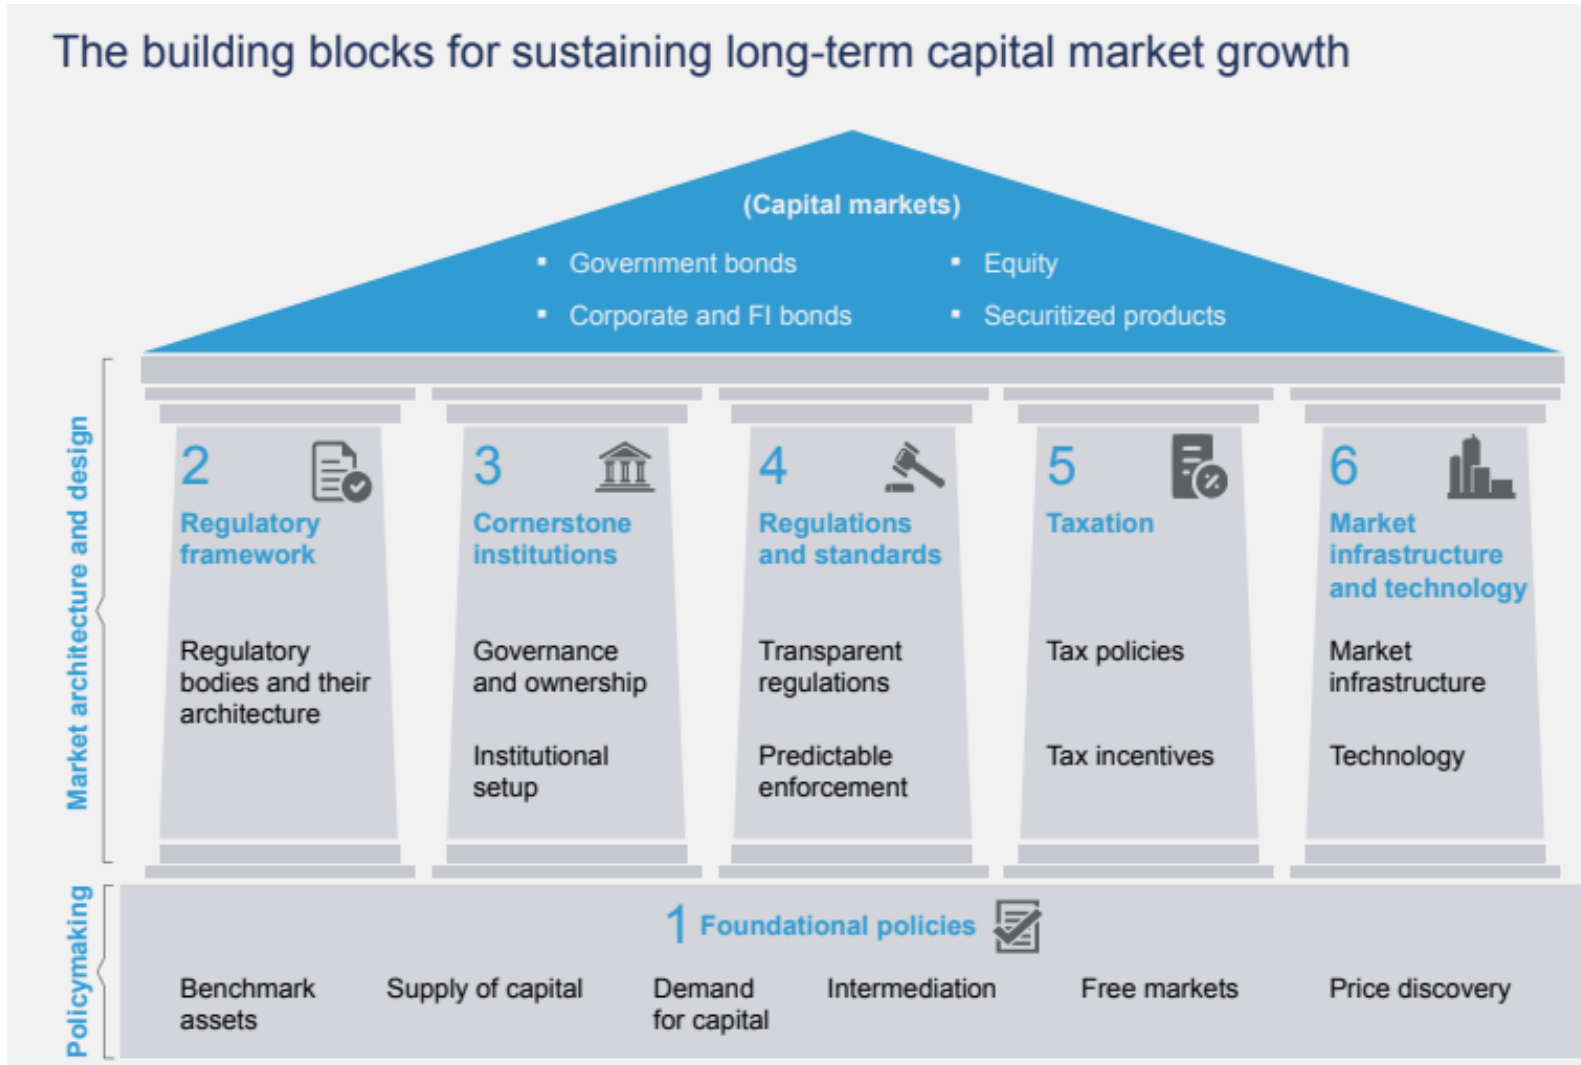 The building blocks for sustaining long-term capital market growth
(Capital markets)
▪ Government bonds
▪ Corporate and FI bonds
▪ Equity
▪ Securitized products
Market architecture and design
2
Regulatory
framework
Regulatory
bodies and their
architecture
3
Cornerstone
institutions
Governance
and ownership
Institutional
setup
4
Regulations
and standards
Transparent
regulations
Predictable
enforcement
5
Taxation
Tax policies
Tax incentives
6
Market
infrastructure
and technology
Market
infrastructure
Technology
Policymaking
1 Foundational policies
Benchmark
assets
Supply of capital
Demand
for capital
Intermediation
Free markets
Price discovery